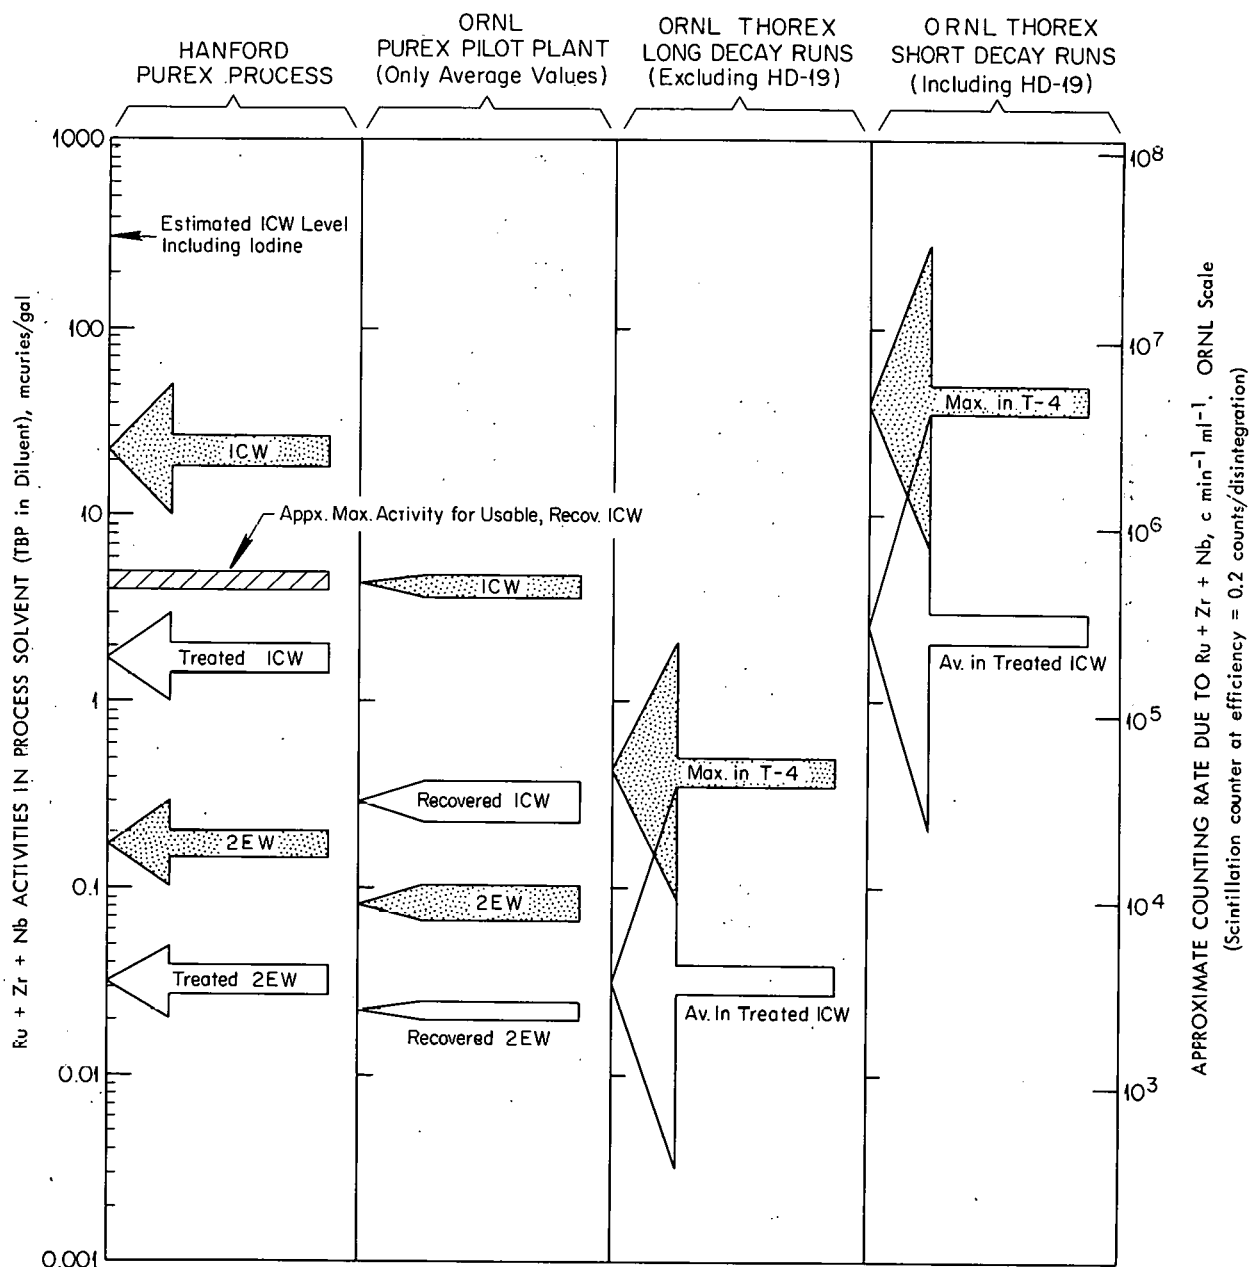 HANFORD
PUREX PROCESS
ORNL
PUREX PILOT PLANT
(Only Average Values)
ORNL THOREX
LONG DECAY RUNS
(Excluding HD-19)
ORNL THOREX
SHORT DECAY RUNS
(Including HD-19)
Ru + Zr + Nb ACTIVITIES IN PROCESS SOLVENT (TBP in Diluent), mcuries/gal
1000
100
10
1
0.1
0.01
0.001
Estimated ICW Level
Including Iodine
ICW
Appx. Max. Activity for Usable, Recov. ICW
Treated ICW
2EW
Treated 2EW
ICW
Recovered ICW
2EW
Recovered 2EW
Max. in T-4
Av. In Treated ICW
Max. in T-4
Av. in Treated ICW
10⁸
10⁷
10⁶
10⁵
10⁴
10³
APPROXIMATE COUNTING RATE DUE TO Ru + Zr + Nb, c min⁻¹ ml⁻¹. ORNL Scale
(Scintillation counter at efficiency = 0.2 counts/disintegration)